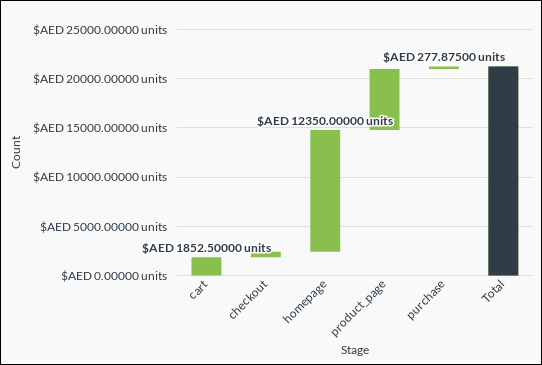 $AED 25000.00000 units
$AED 20000.00000 units
$AED 15000.00000 units
$AED 10000.00000 units
$AED 5000.00000 units
$AED 0.00000 units
Count
$AED 1852.50000 units
$AED 12350.00000 units
$AED 277.87500 units
cart
checkout
homepage
product_page
purchase
Total
Stage